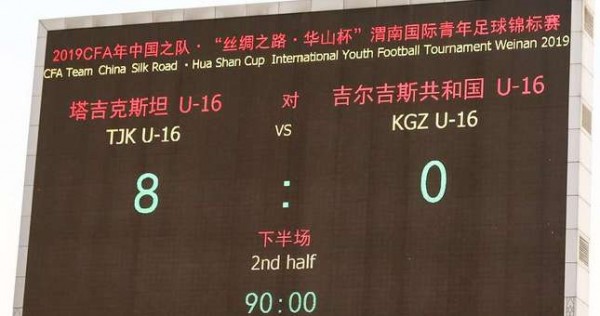 2019CFA年中国之队·“丝绸之路·华山杯”渭南国际青年足球锦标赛
CFA Team China Silk Road ·Hua Shan Cup International Youth Football Tournament Weinan 2019
塔吉克斯坦 U-16 对 吉尔吉斯共和国 U-16
TJK U-16 VS KGZ U-16
8 : 0
下半场
2nd half
90:00